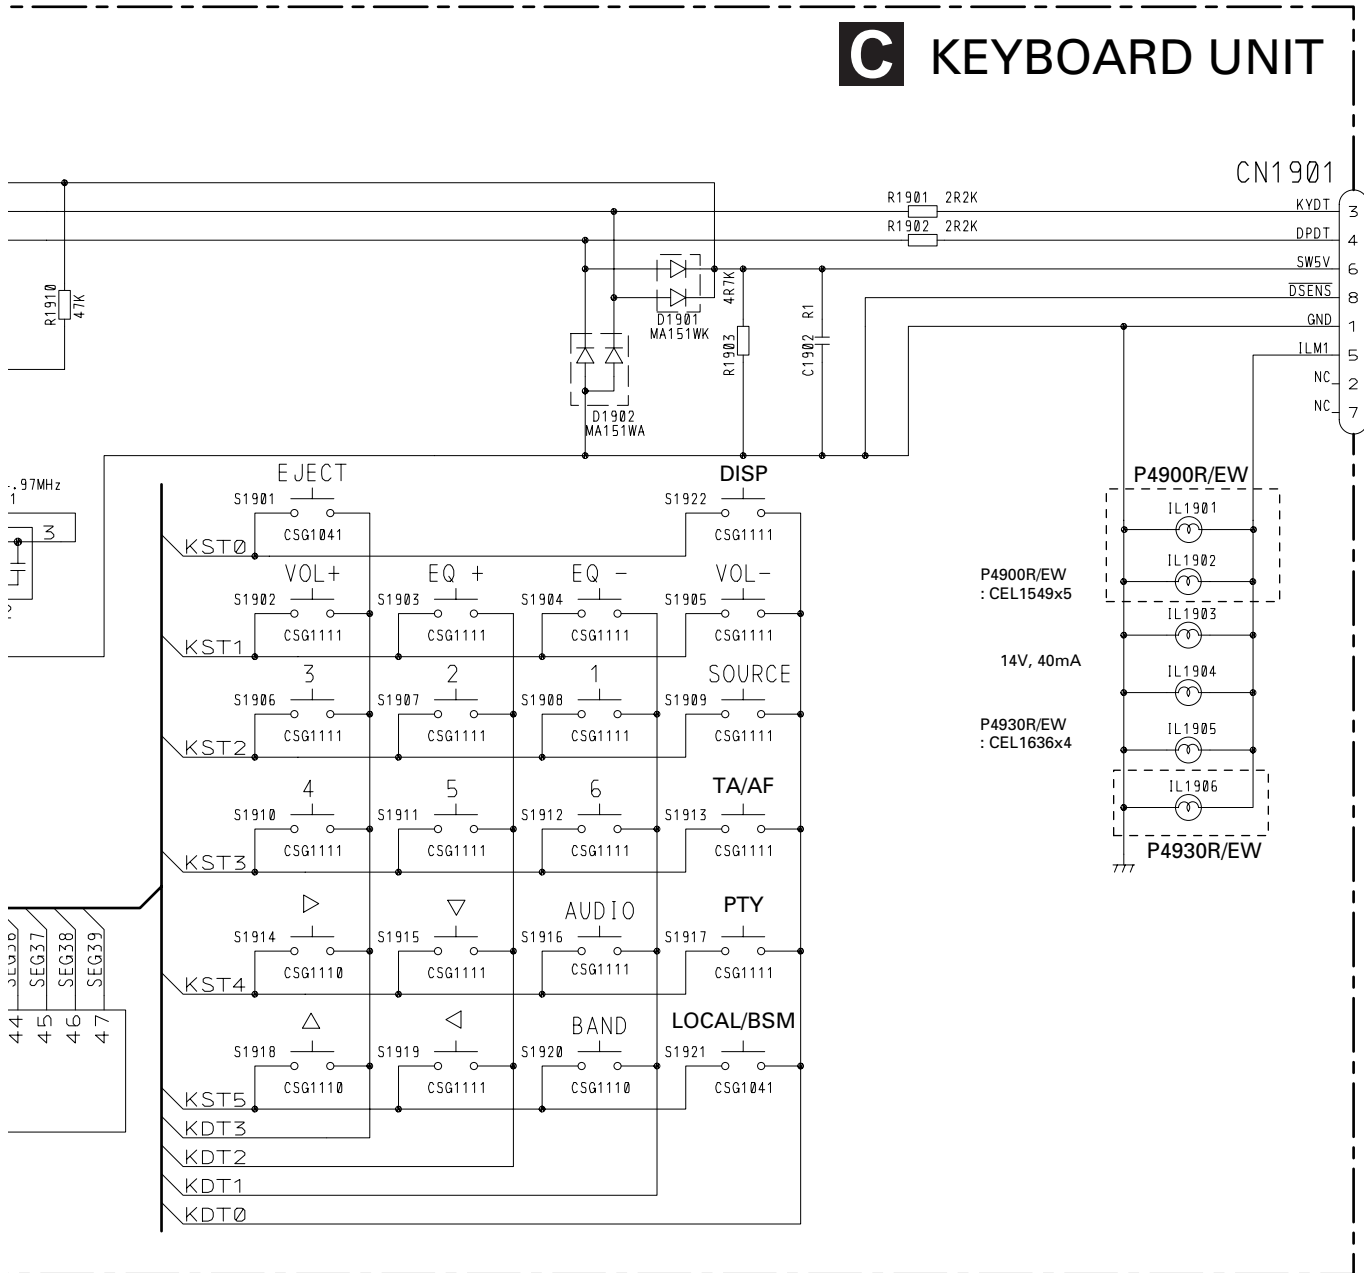 C KEYBOARD UNIT
CN1901
R1901 2R2K
KYDT 3
R1902 2R2K
DPDT 4
SW5V 6
DSENS 8
GND 1
ILM1 5
NC 2
NC 7
R1910
47K
D1901
MA151WK
4R7K
R1903
R1
C1902
D1902
MA151WA
.97MHz
1
3
EJECT
S1901
CSG1041
DISP
S1922
CSG1111
KST0
VOL+
S1902
CSG1111
EQ +
S1903
CSG1111
EQ -
S1904
CSG1111
VOL-
S1905
CSG1111
KST1
3
S1906
CSG1111
2
S1907
CSG1111
1
S1908
CSG1111
SOURCE
S1909
CSG1111
KST2
4
S1910
CSG1111
5
S1911
CSG1111
6
S1912
CSG1111
TA/AF
S1913
CSG1111
KST3
▷
S1914
CSG1110
▽
S1915
CSG1111
AUDIO
S1916
CSG1111
PTY
S1917
CSG1111
KST4
△
S1918
CSG1110
◁
S1919
CSG1111
BAND
S1920
CSG1110
LOCAL/BSM
S1921
CSG1041
KST5
KDT3
KDT2
KDT1
KDT0
SEG37
SEG38
SEG39
44
45
46
47
P4900R/EW
IL1901
IL1902
P4900R/EW
: CEL1549x5
IL1903
14V, 40mA
IL1904
P4930R/EW
: CEL1636x4
IL1905
IL1906
P4930R/EW